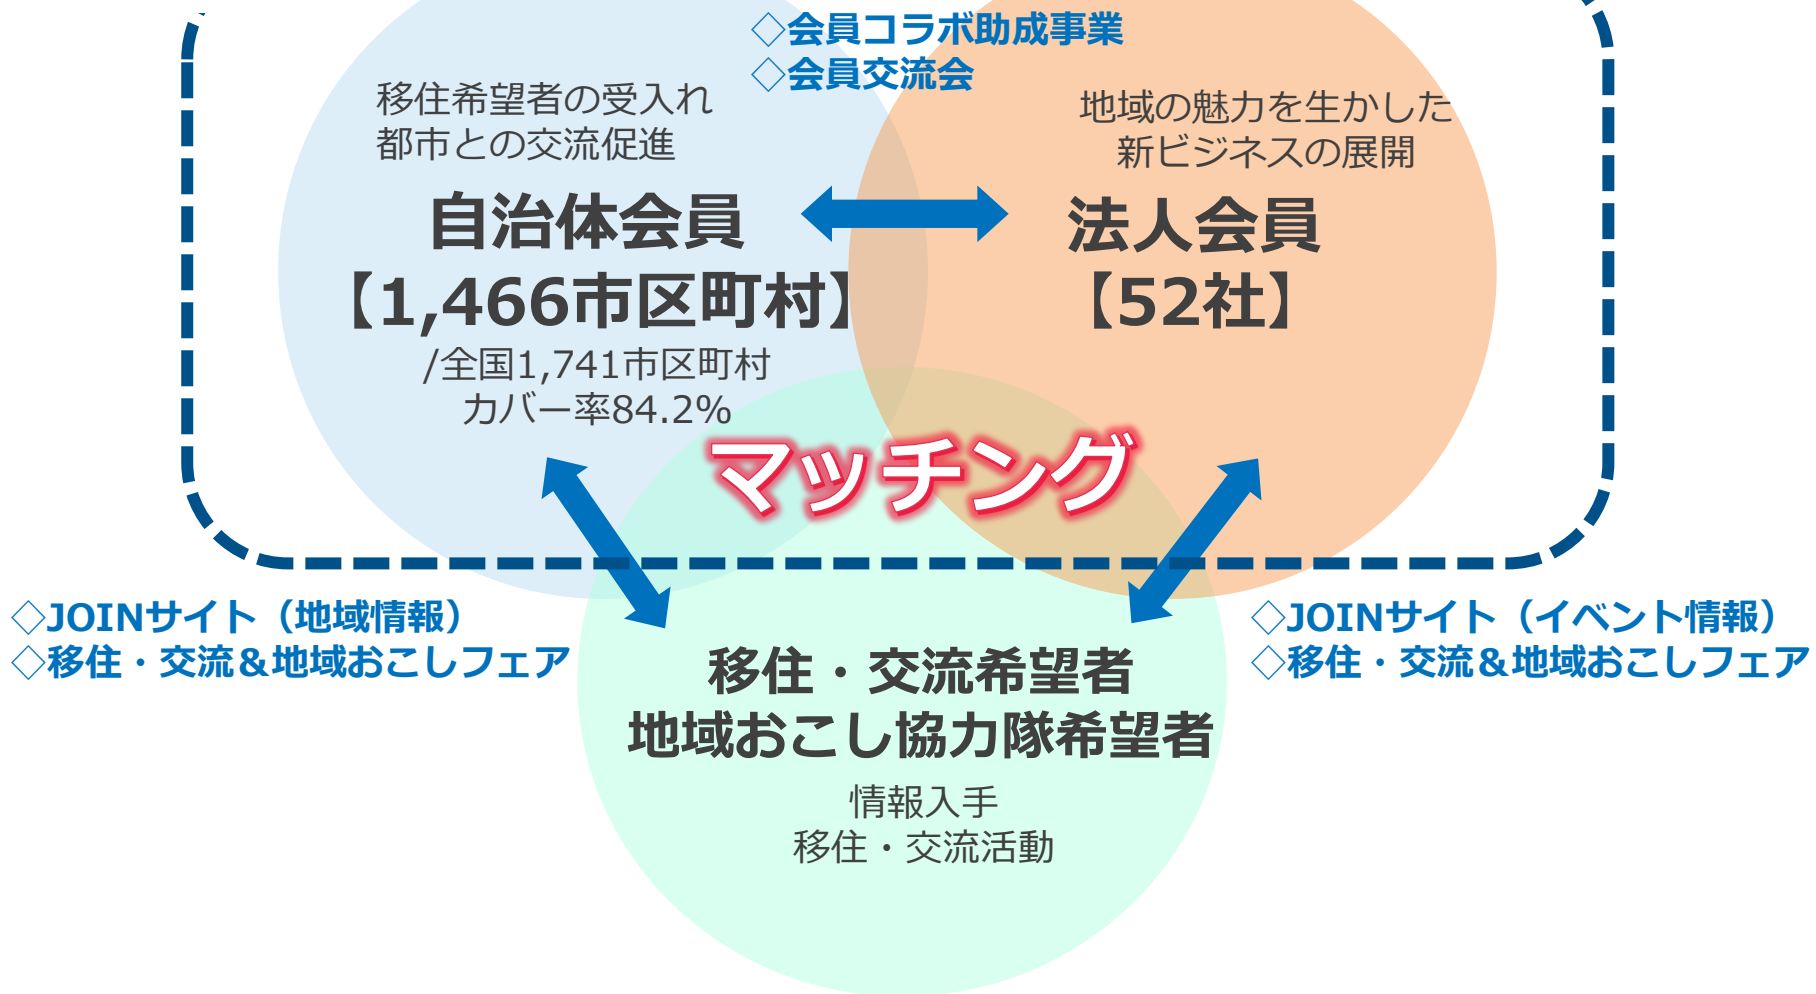 ◇会員コラボ助成事業
◇会員交流会
移住希望者の受入れ
都市との交流促進
自治体会員
【1,466市区町村】
/全国1,741市区町村
カバー率84.2%
地域の魅力を生かした
新ビジネスの展開
法人会員
【52社】
マッチング
◇JOINサイト（地域情報）
◇移住・交流&地域おこしフェア
◇JOINサイト（イベント情報）
◇移住・交流&地域おこしフェア
移住・交流希望者
地域おこし協力隊希望者
情報入手
移住・交流活動